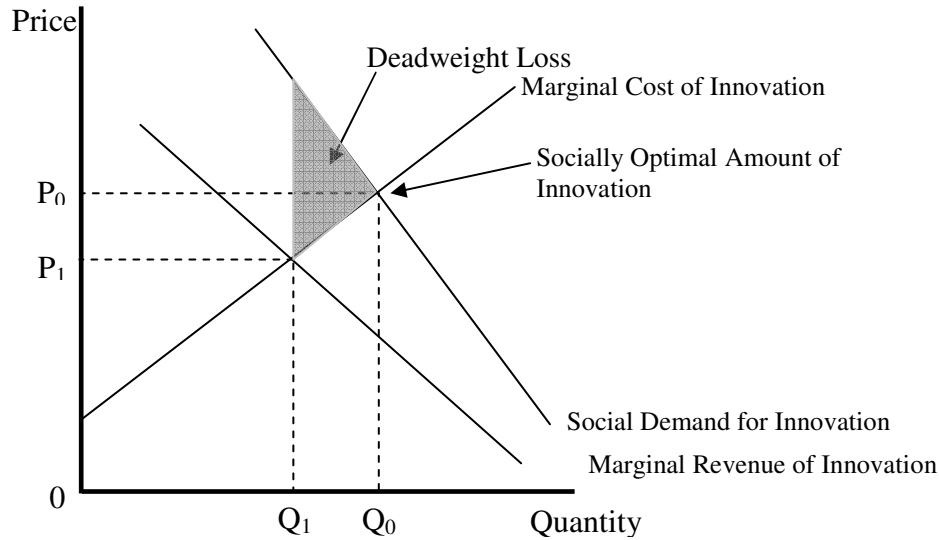 Price
Deadweight Loss
Marginal Cost of Innovation
Socially Optimal Amount of
Innovation
P₀
P₁
Social Demand for Innovation
Marginal Revenue of Innovation
0
Q₁
Q₀
Quantity